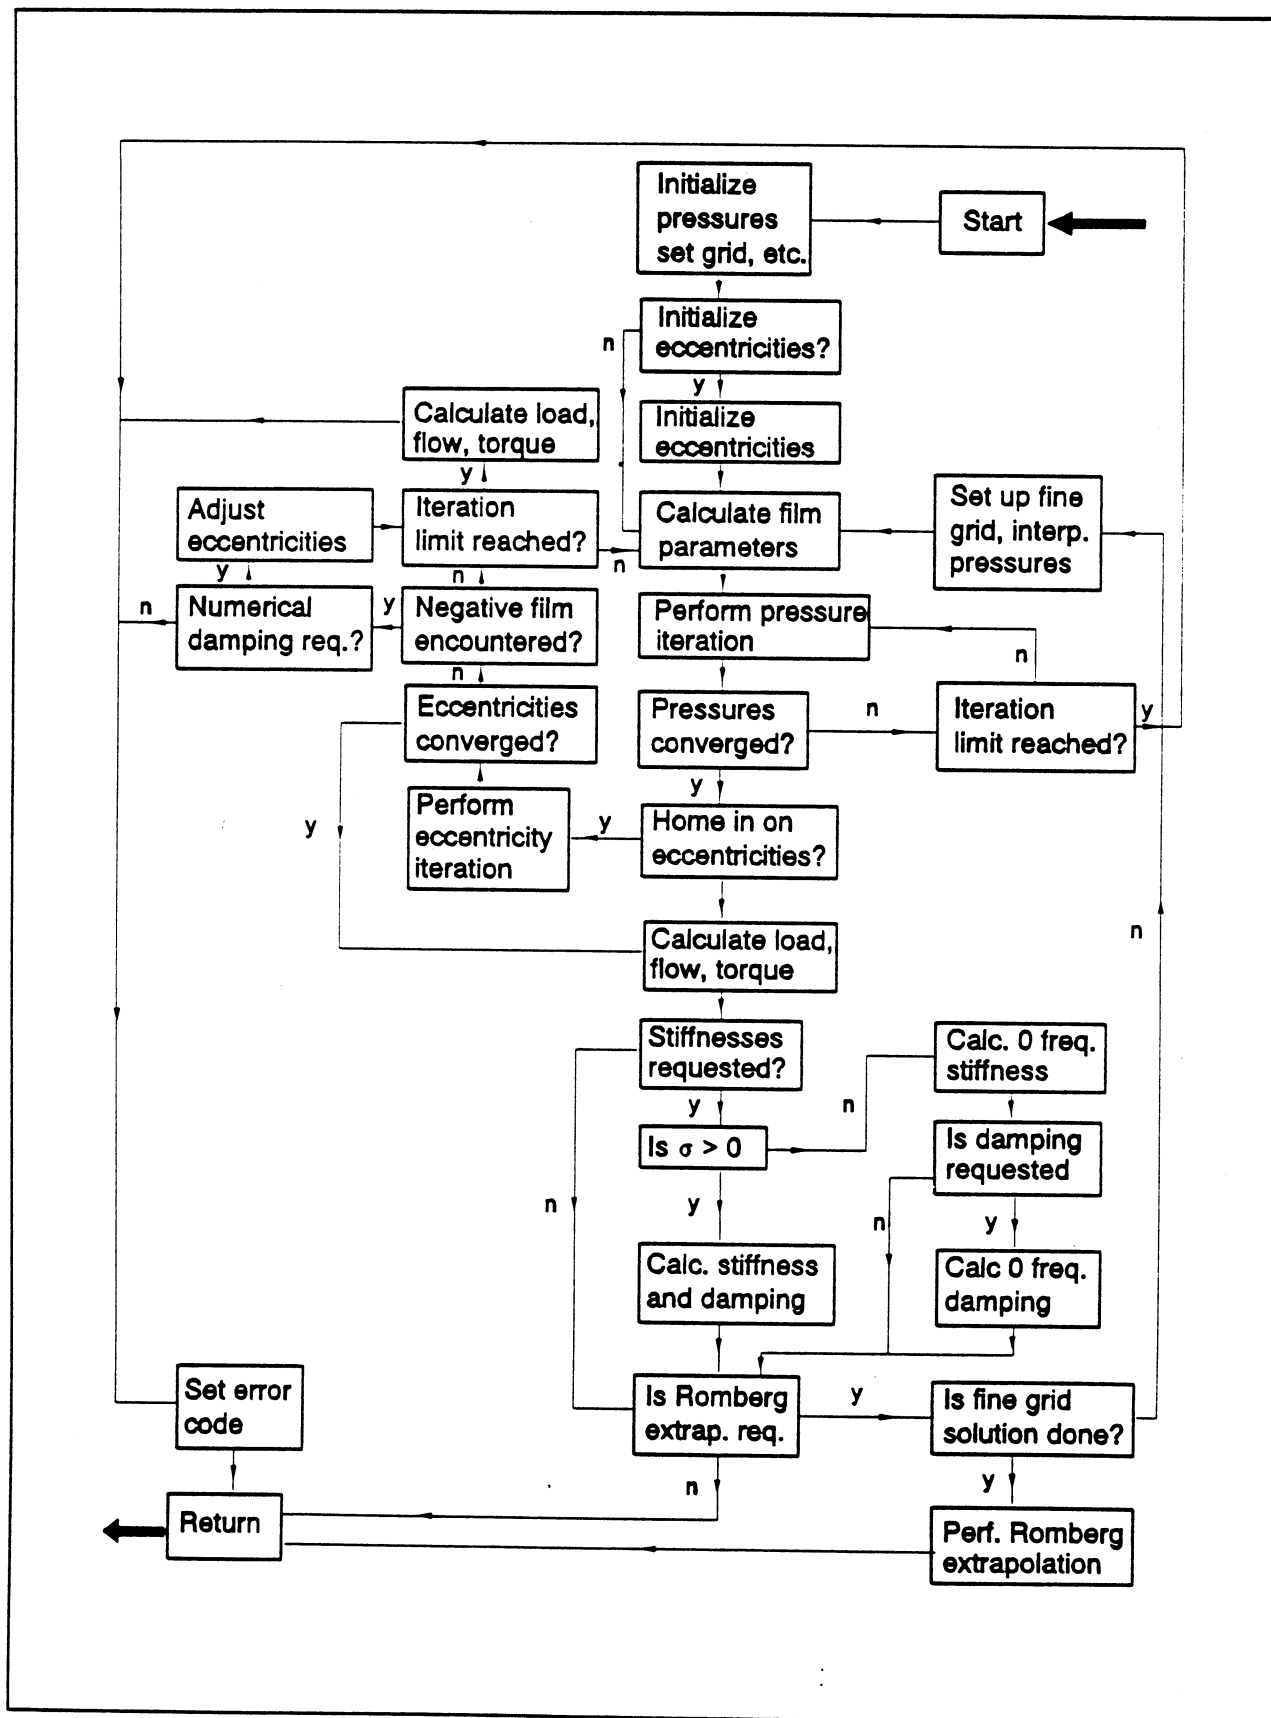 Initialize
pressures
set grid, etc.
Start
Initialize
eccentricities?
n
y
Calculate load,
flow, torque
Initialize
eccentricities
y
Adjust
eccentricities
Iteration
limit reached?
n
Calculate film
parameters
Set up fine
grid, interp.
pressures
y
n
n
Numerical
damping req.?
y
Negative film
encountered?
Perform pressure
iteration
n
n
Eccentricities
converged?
Pressures
converged?
n
Iteration
limit reached?
y
y
Perform
eccentricity
iteration
y
Home in on
eccentricities?
y
Calculate load,
flow, torque
n
Stiffnesses
requested?
Calc. 0 freq.
stiffness
y
n
Is σ > 0
Is damping
requested
n
y
n
y
Calc. stiffness
and damping
Calc 0 freq.
damping
Set error
code
Is Romberg
extrap. req.
y
Is fine grid
solution done?
n
y
Return
Perf. Romberg
extrapolation